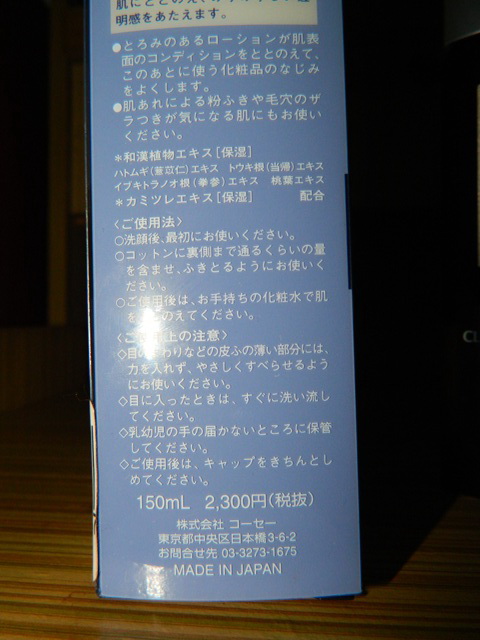 明感をあたえます。
●とろみのあるローションが肌表
面のコンディションをととのえて、
このあとに使う化粧品のなじみ
をよくします。
●肌あれによる粉ふきや毛穴のザ
ラつきが気になる肌にもお使い
ください。
*和漢植物エキス[保湿]
ハトムギ(薏苡仁)エキス トウキ根(当帰)エキス
イブキトラノオ根(拳参)エキス 桃葉エキス
*カミツレエキス[保湿] 配合
〈ご使用法〉
○洗顔後、最初にお使いください。
○コットンに裏側まで通るくらいの量
を含ませ、ふきとるようにお使いく
ださい。
○ご使用後は、お手持ちの化粧水で肌
を とのえてください。
〈ご 上の注意〉
◇目 わりなどの皮ふの薄い部分には、
力を入れず、やさしくすべらせるよう
にお使いください。
◇目に入ったときは、すぐに洗い流し
てください。
◇乳幼児の手の届かないところに保管
してください。
◇ご使用後は、キャップをきちんとし
めてください。
150mL 2,300円(税抜)
株式会社 コーセー
東京都中央区日本橋3-6-2
お問合せ先 03-3273-1675
MADE IN JAPAN